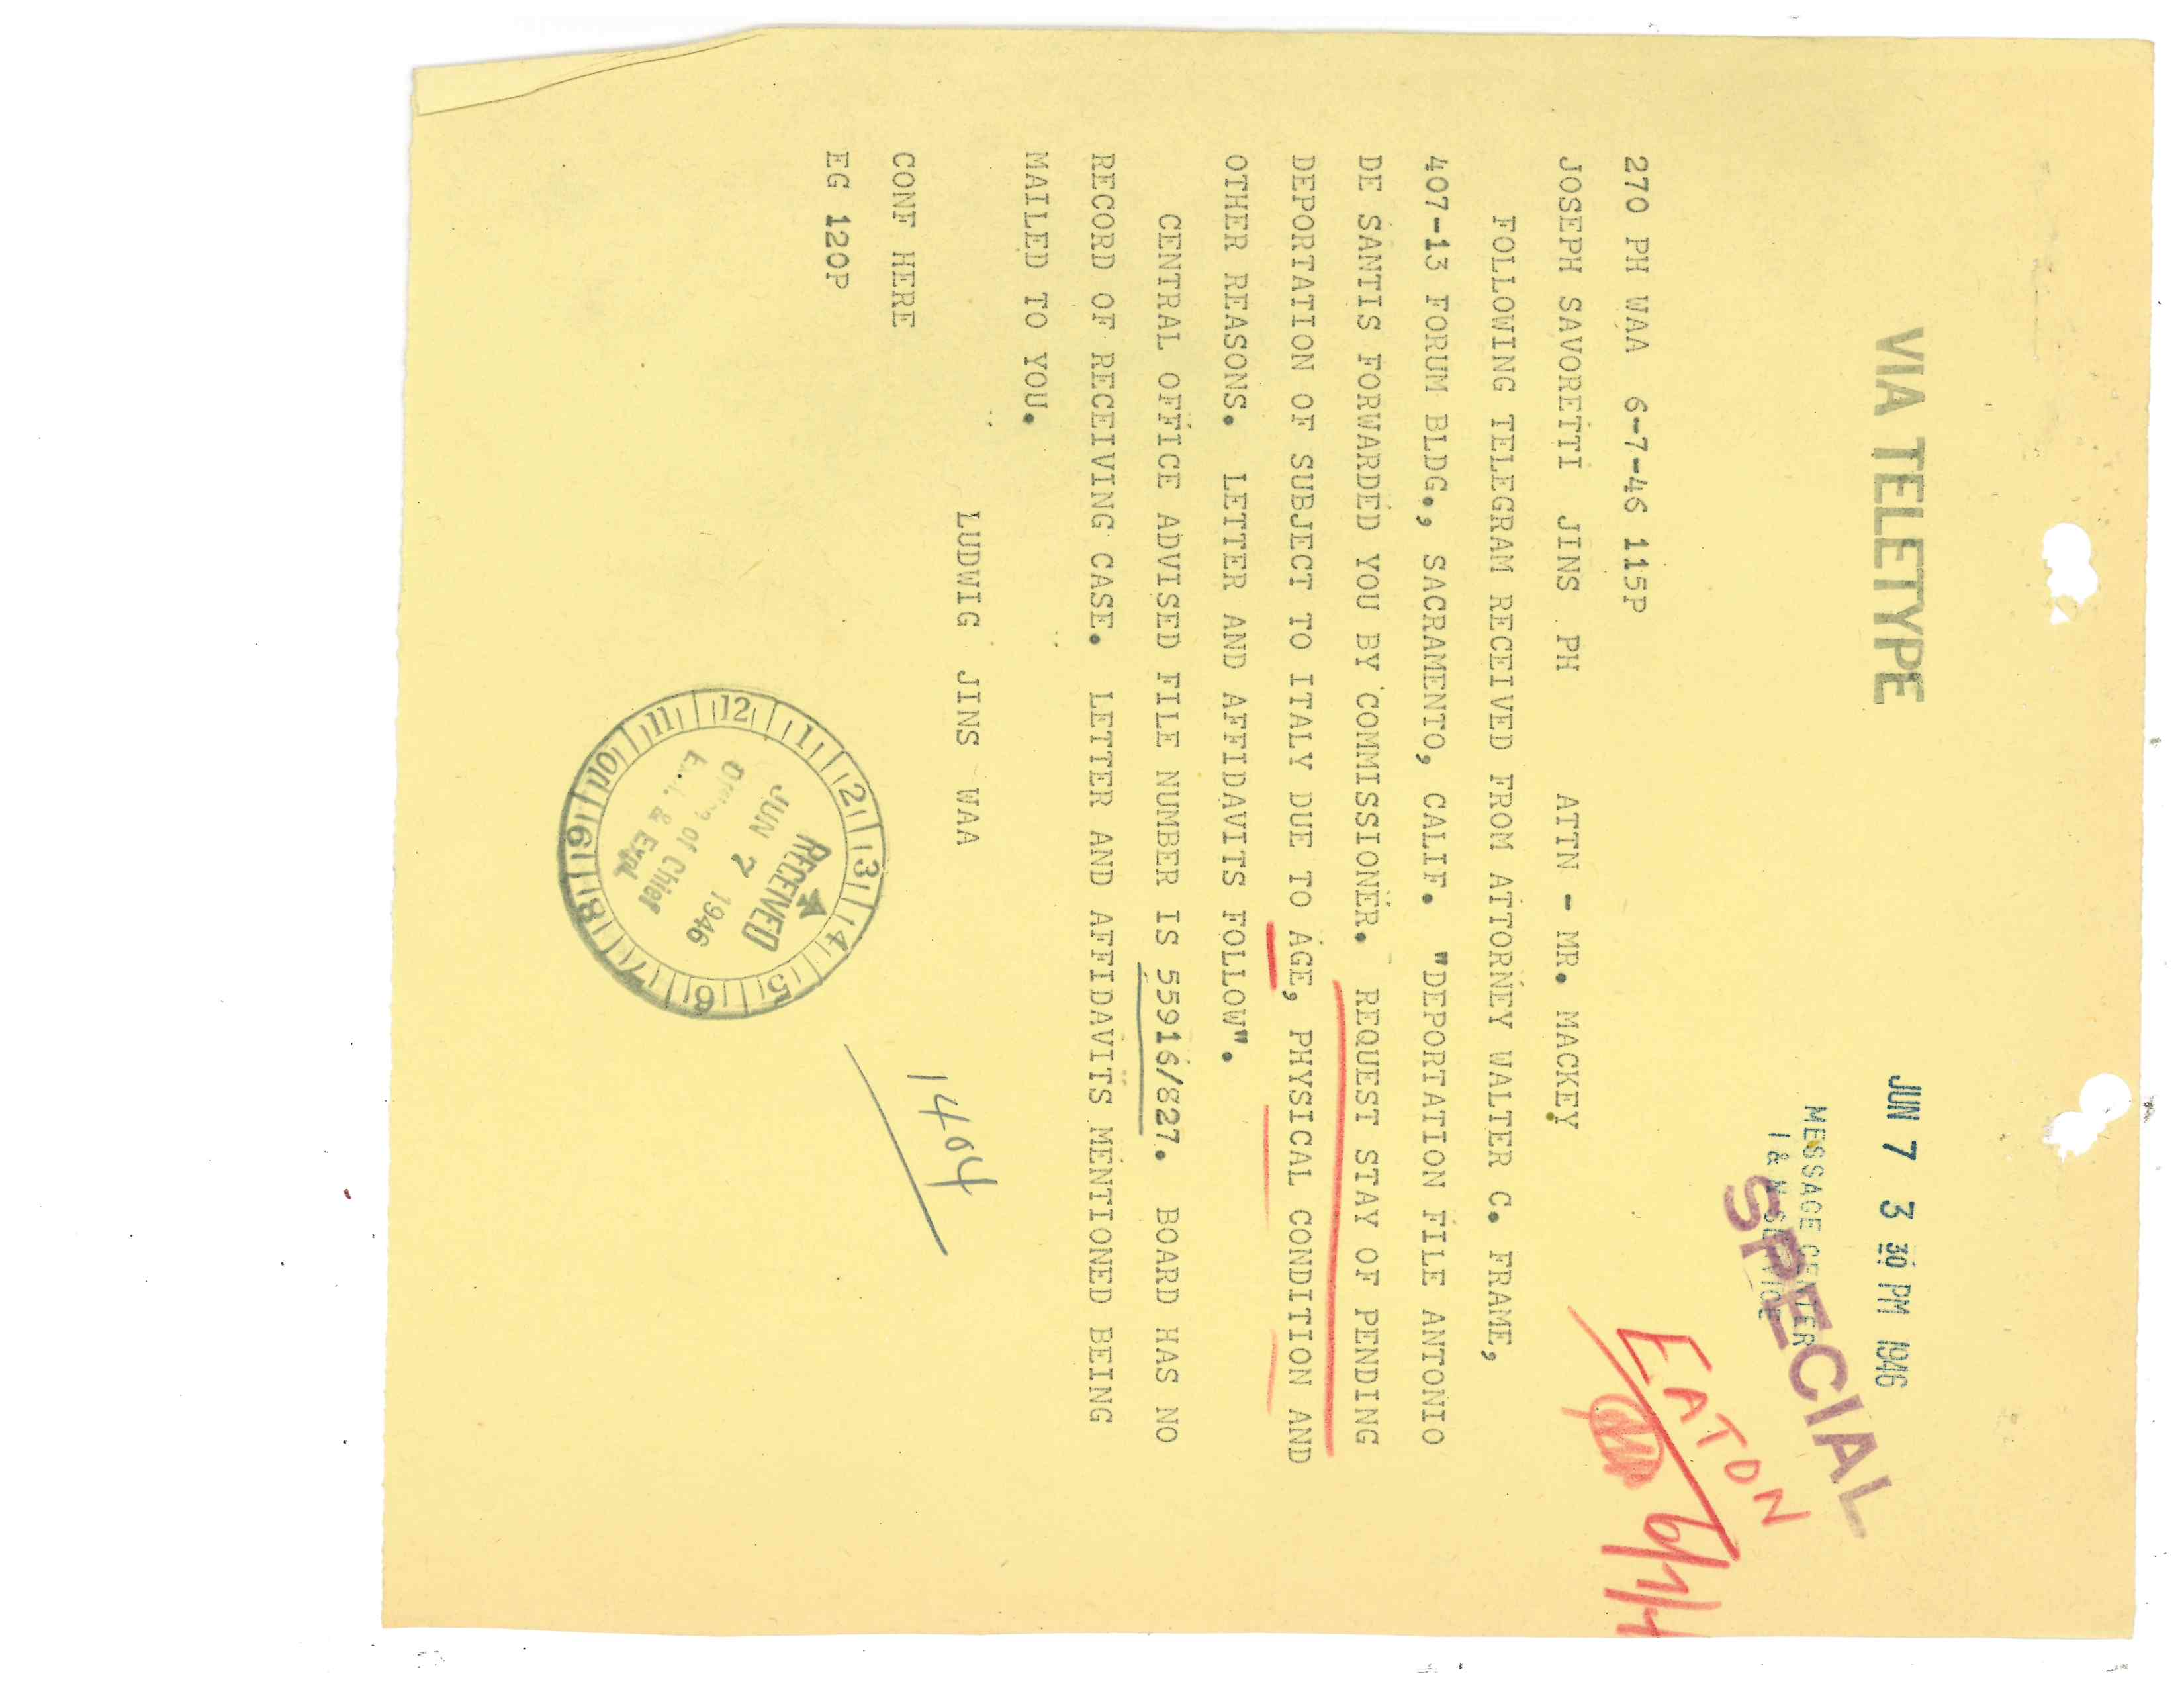 VIA TELETYPE
JUN 7 3 30 PM 1946
MESSAGE CENTER
I & N SERVICE
SPECIAL
EATON
270 PH WAA 6-7-46 115P
JOSEPH SAVORETTI JINS PH ATTN - MR. MACKEY
FOLLOWING TELEGRAM RECEIVED FROM ATTORNEY WALTER C. FRAME,
407-13 FORUM BLDG., SACRAMENTO, CALIF. "DEPORTATION FILE ANTONIO
DE SANTIS FORWARDED YOU BY COMMISSIONER. REQUEST STAY OF PENDING
DEPORTATION OF SUBJECT TO ITALY DUE TO AGE, PHYSICAL CONDITION AND
OTHER REASONS. LETTER AND AFFIDAVITS FOLLOW".
CENTRAL OFFICE ADVISED FILE NUMBER IS 55916/827. BOARD HAS NO
RECORD OF RECEIVING CASE. LETTER AND AFFIDAVITS MENTIONED BEING
MAILED TO YOU.
LUDWIG JINS WAA
1404
CONF HERE
EG 120P
12 1 2 3 4 5 6 7 8 9 10 11
RECEIVED
JUN 7 1946
Office of Chief
& Expl.